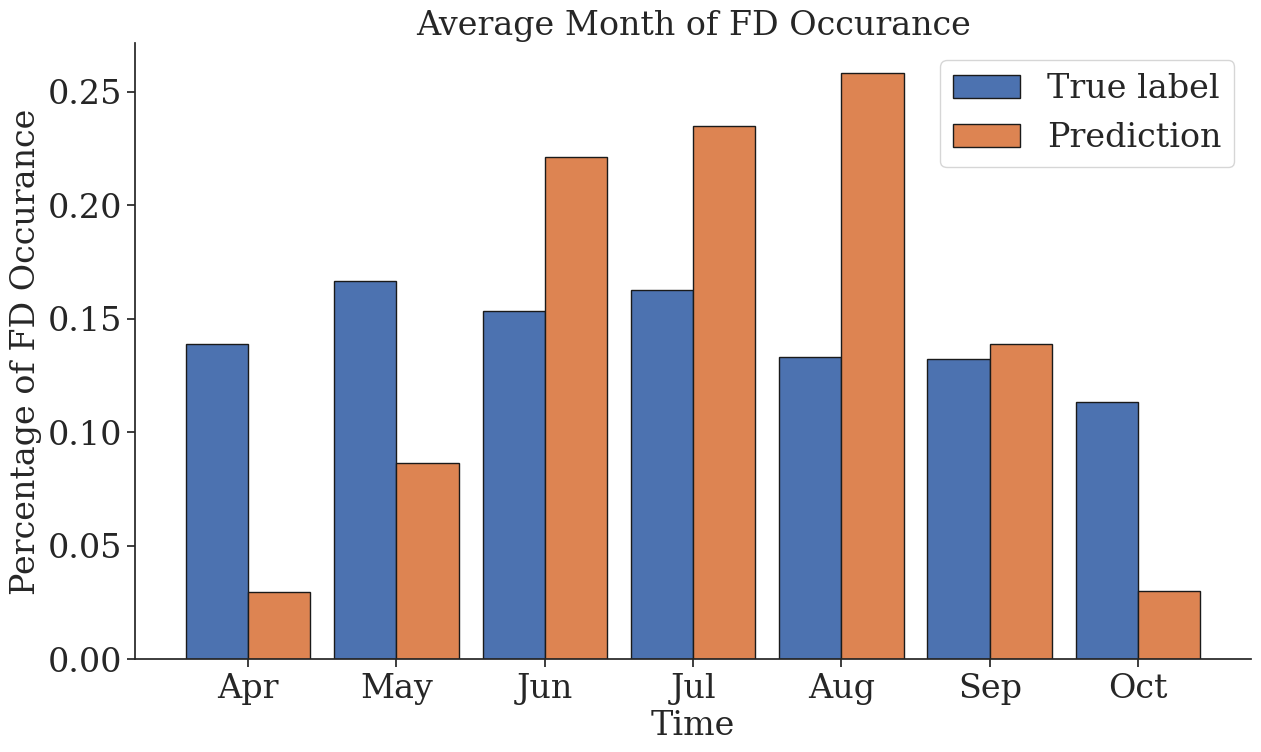 Average Month of FD Occurance
True label
Prediction
Percentage of FD Occurance
0.25
0.20
0.15
0.10
0.05
0.00
Apr May Jun Jul Aug Sep Oct
Time